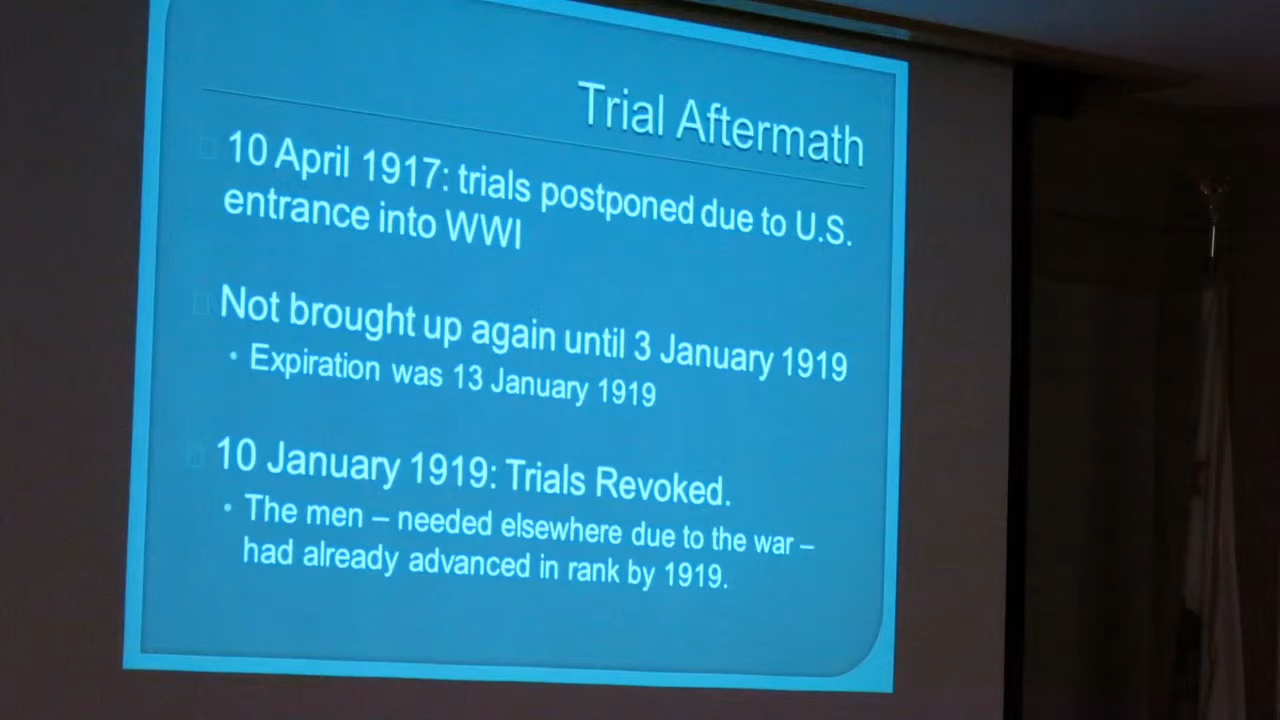 Trial Aftermath
10 April 1917: trials postponed due to U.S.
entrance into WWI
Not brought up again until 3 January 1919
• Expiration was 13 January 1919
10 January 1919: Trials Revoked.
• The men – needed elsewhere due to the war –
had already advanced in rank by 1919.